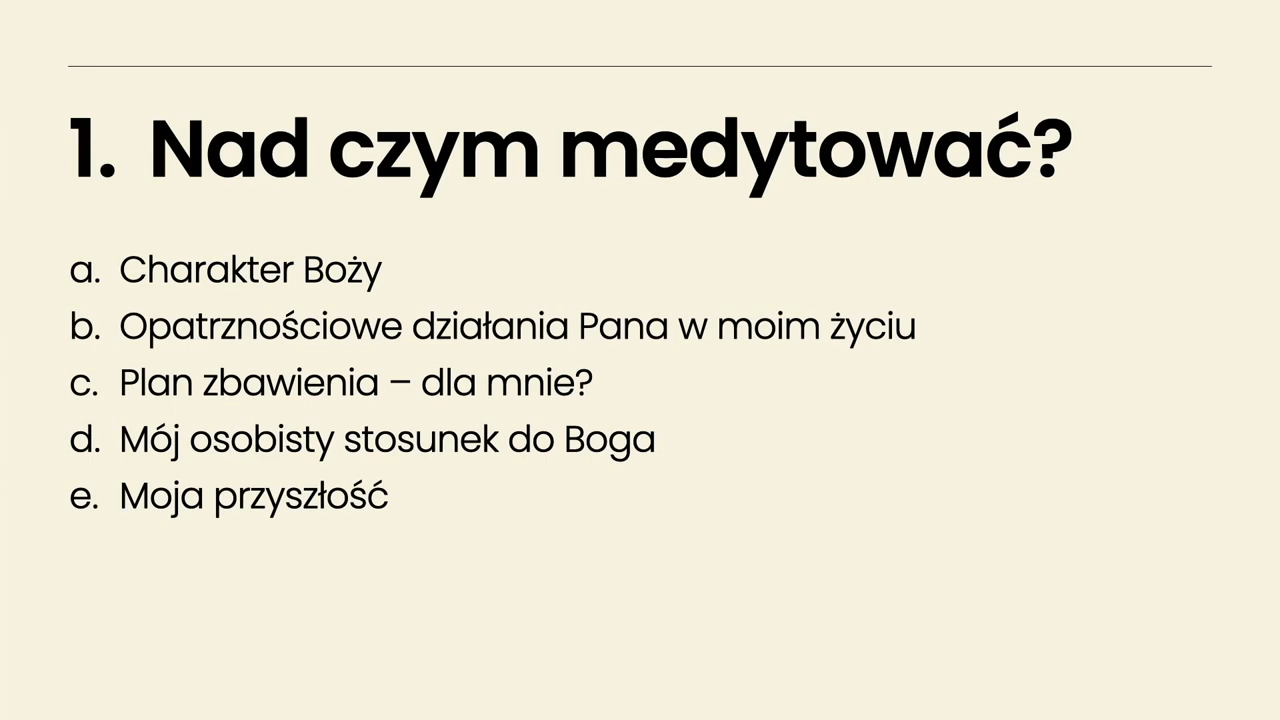 1. Nad czym medytować?
a. Charakter Boży
b. Opatrznościowe działania Pana w moim życiu
c. Plan zbawienia – dla mnie?
d. Mój osobisty stosunek do Boga
e. Moja przyszłość